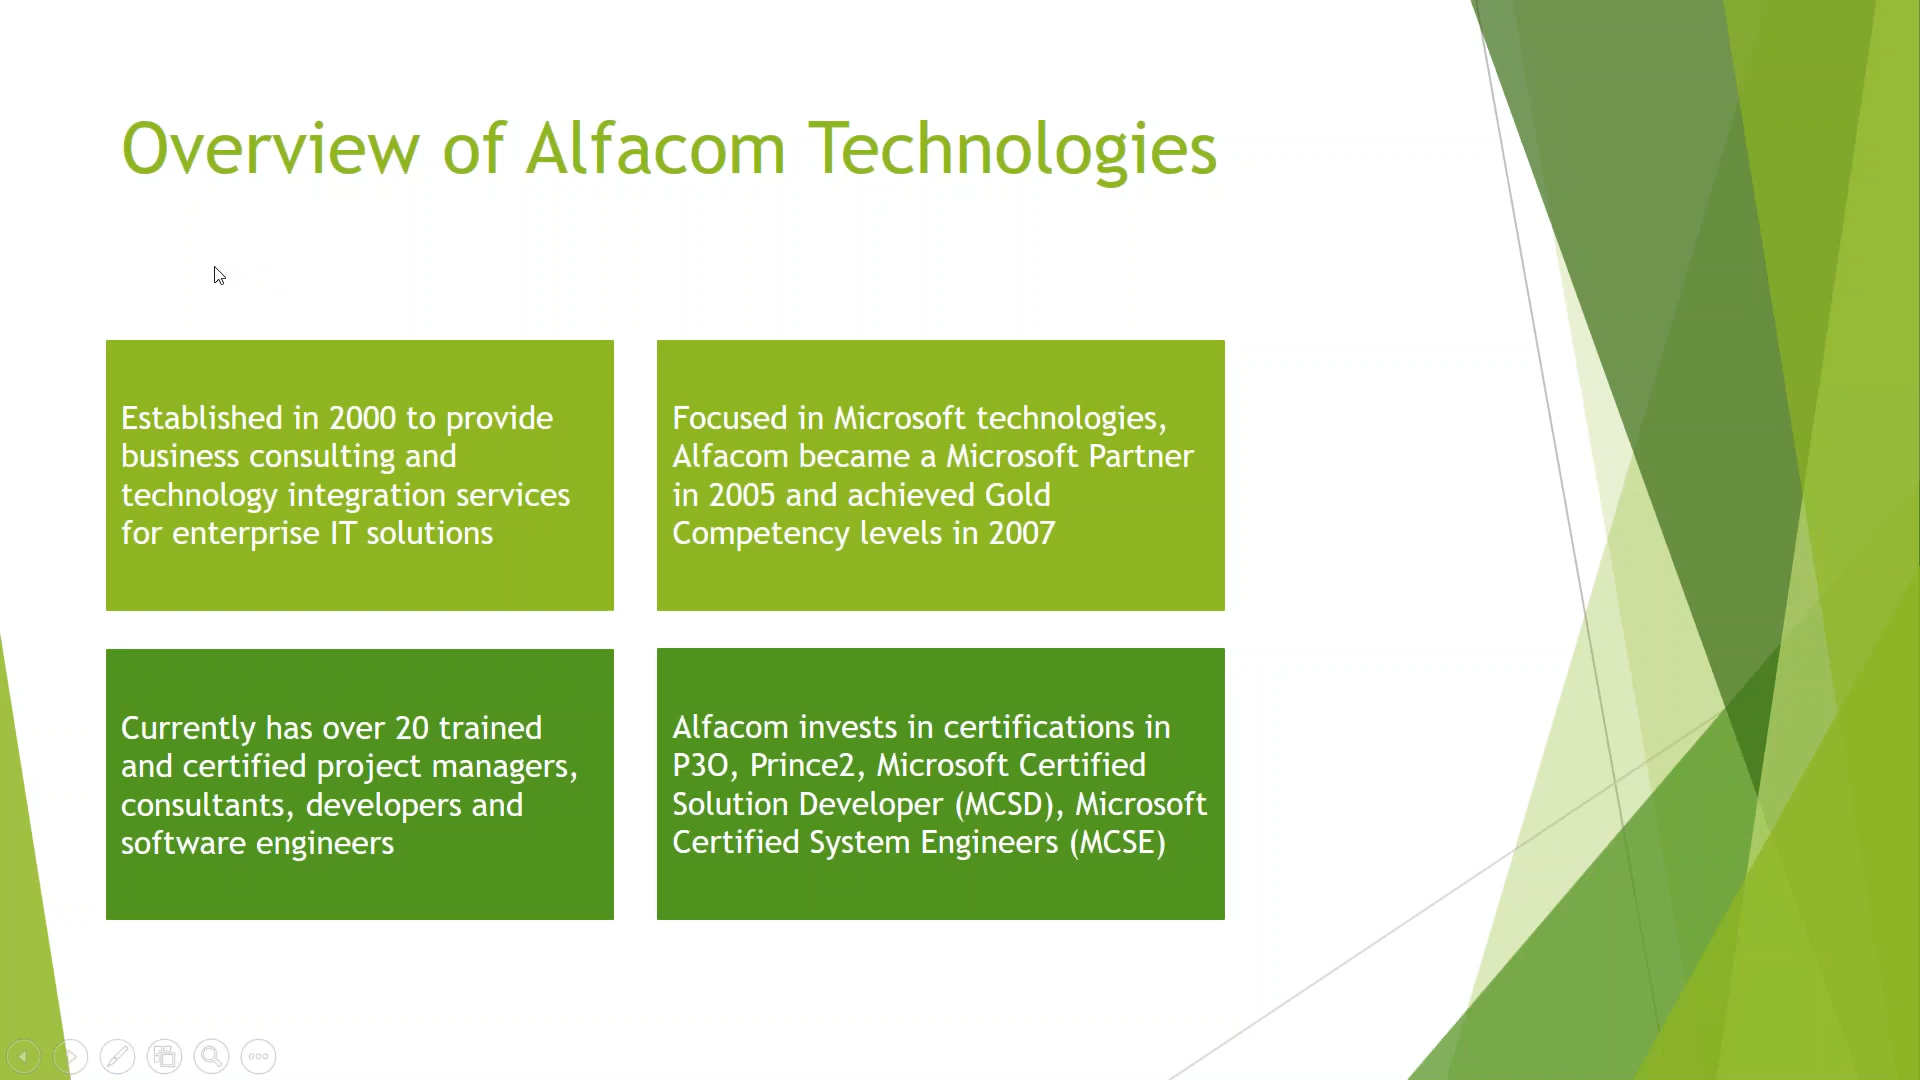 Overview of Alfacom Technologies
Established in 2000 to provide
business consulting and
technology integration services
for enterprise IT solutions
Focused in Microsoft technologies,
Alfacom became a Microsoft Partner
in 2005 and achieved Gold
Competency levels in 2007
Currently has over 20 trained
and certified project managers,
consultants, developers and
software engineers
Alfacom invests in certifications in
P3O, Prince2, Microsoft Certified
Solution Developer (MCSD), Microsoft
Certified System Engineers (MCSE)